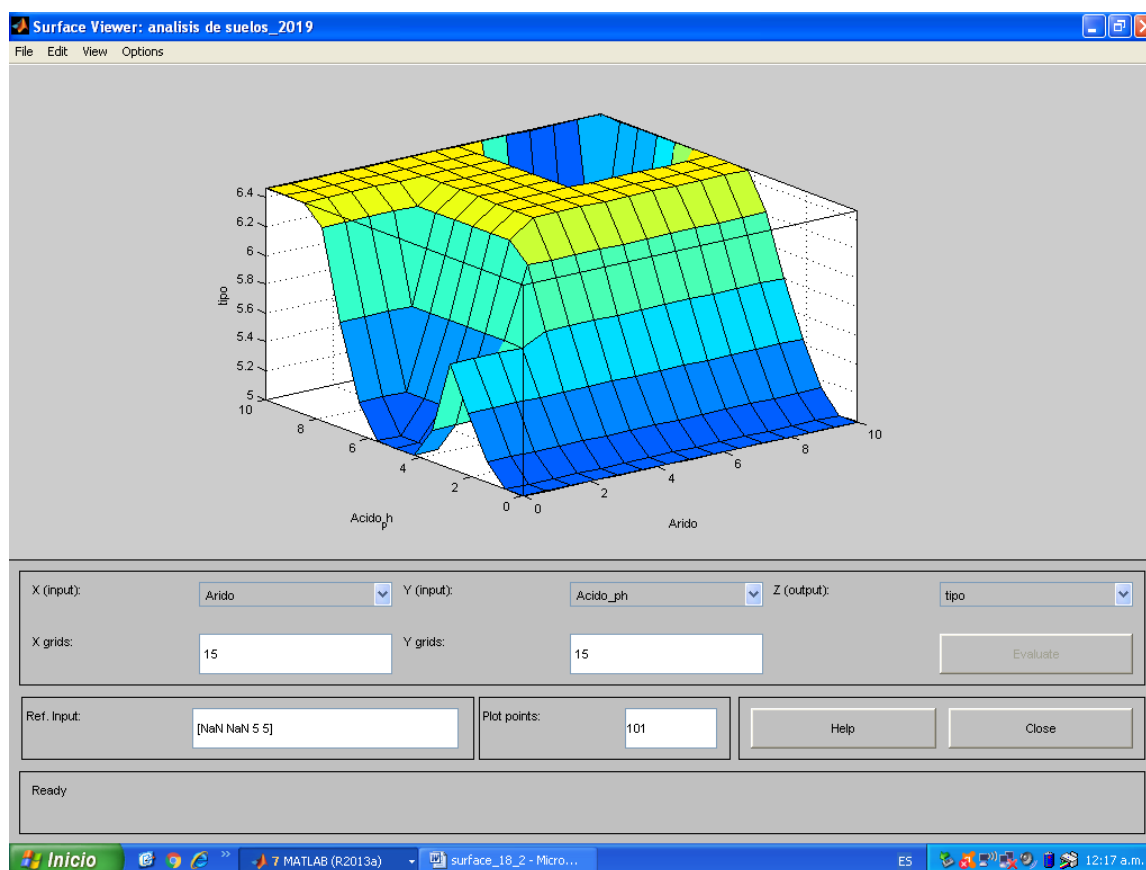 Surface Viewer: analisis de suelos_2019
File Edit View Options
6.4
6.2
6
5.8
5.6
5.4
5.2
5
tipo
10
8
6
4
2
0
Acido_ph
0
2
4
6
8
10
Arido
X (input): Arido Y (input): Acido_ph Z (output): tipo
X grids: 15 Y grids: 15 Evaluate
Ref. Input: [NaN NaN 5 5] Plot points: 101 Help Close
Ready
Inicio » 7 MATLAB (R2013a) surface_18_2 - Micro... ES 12:17 a.m.